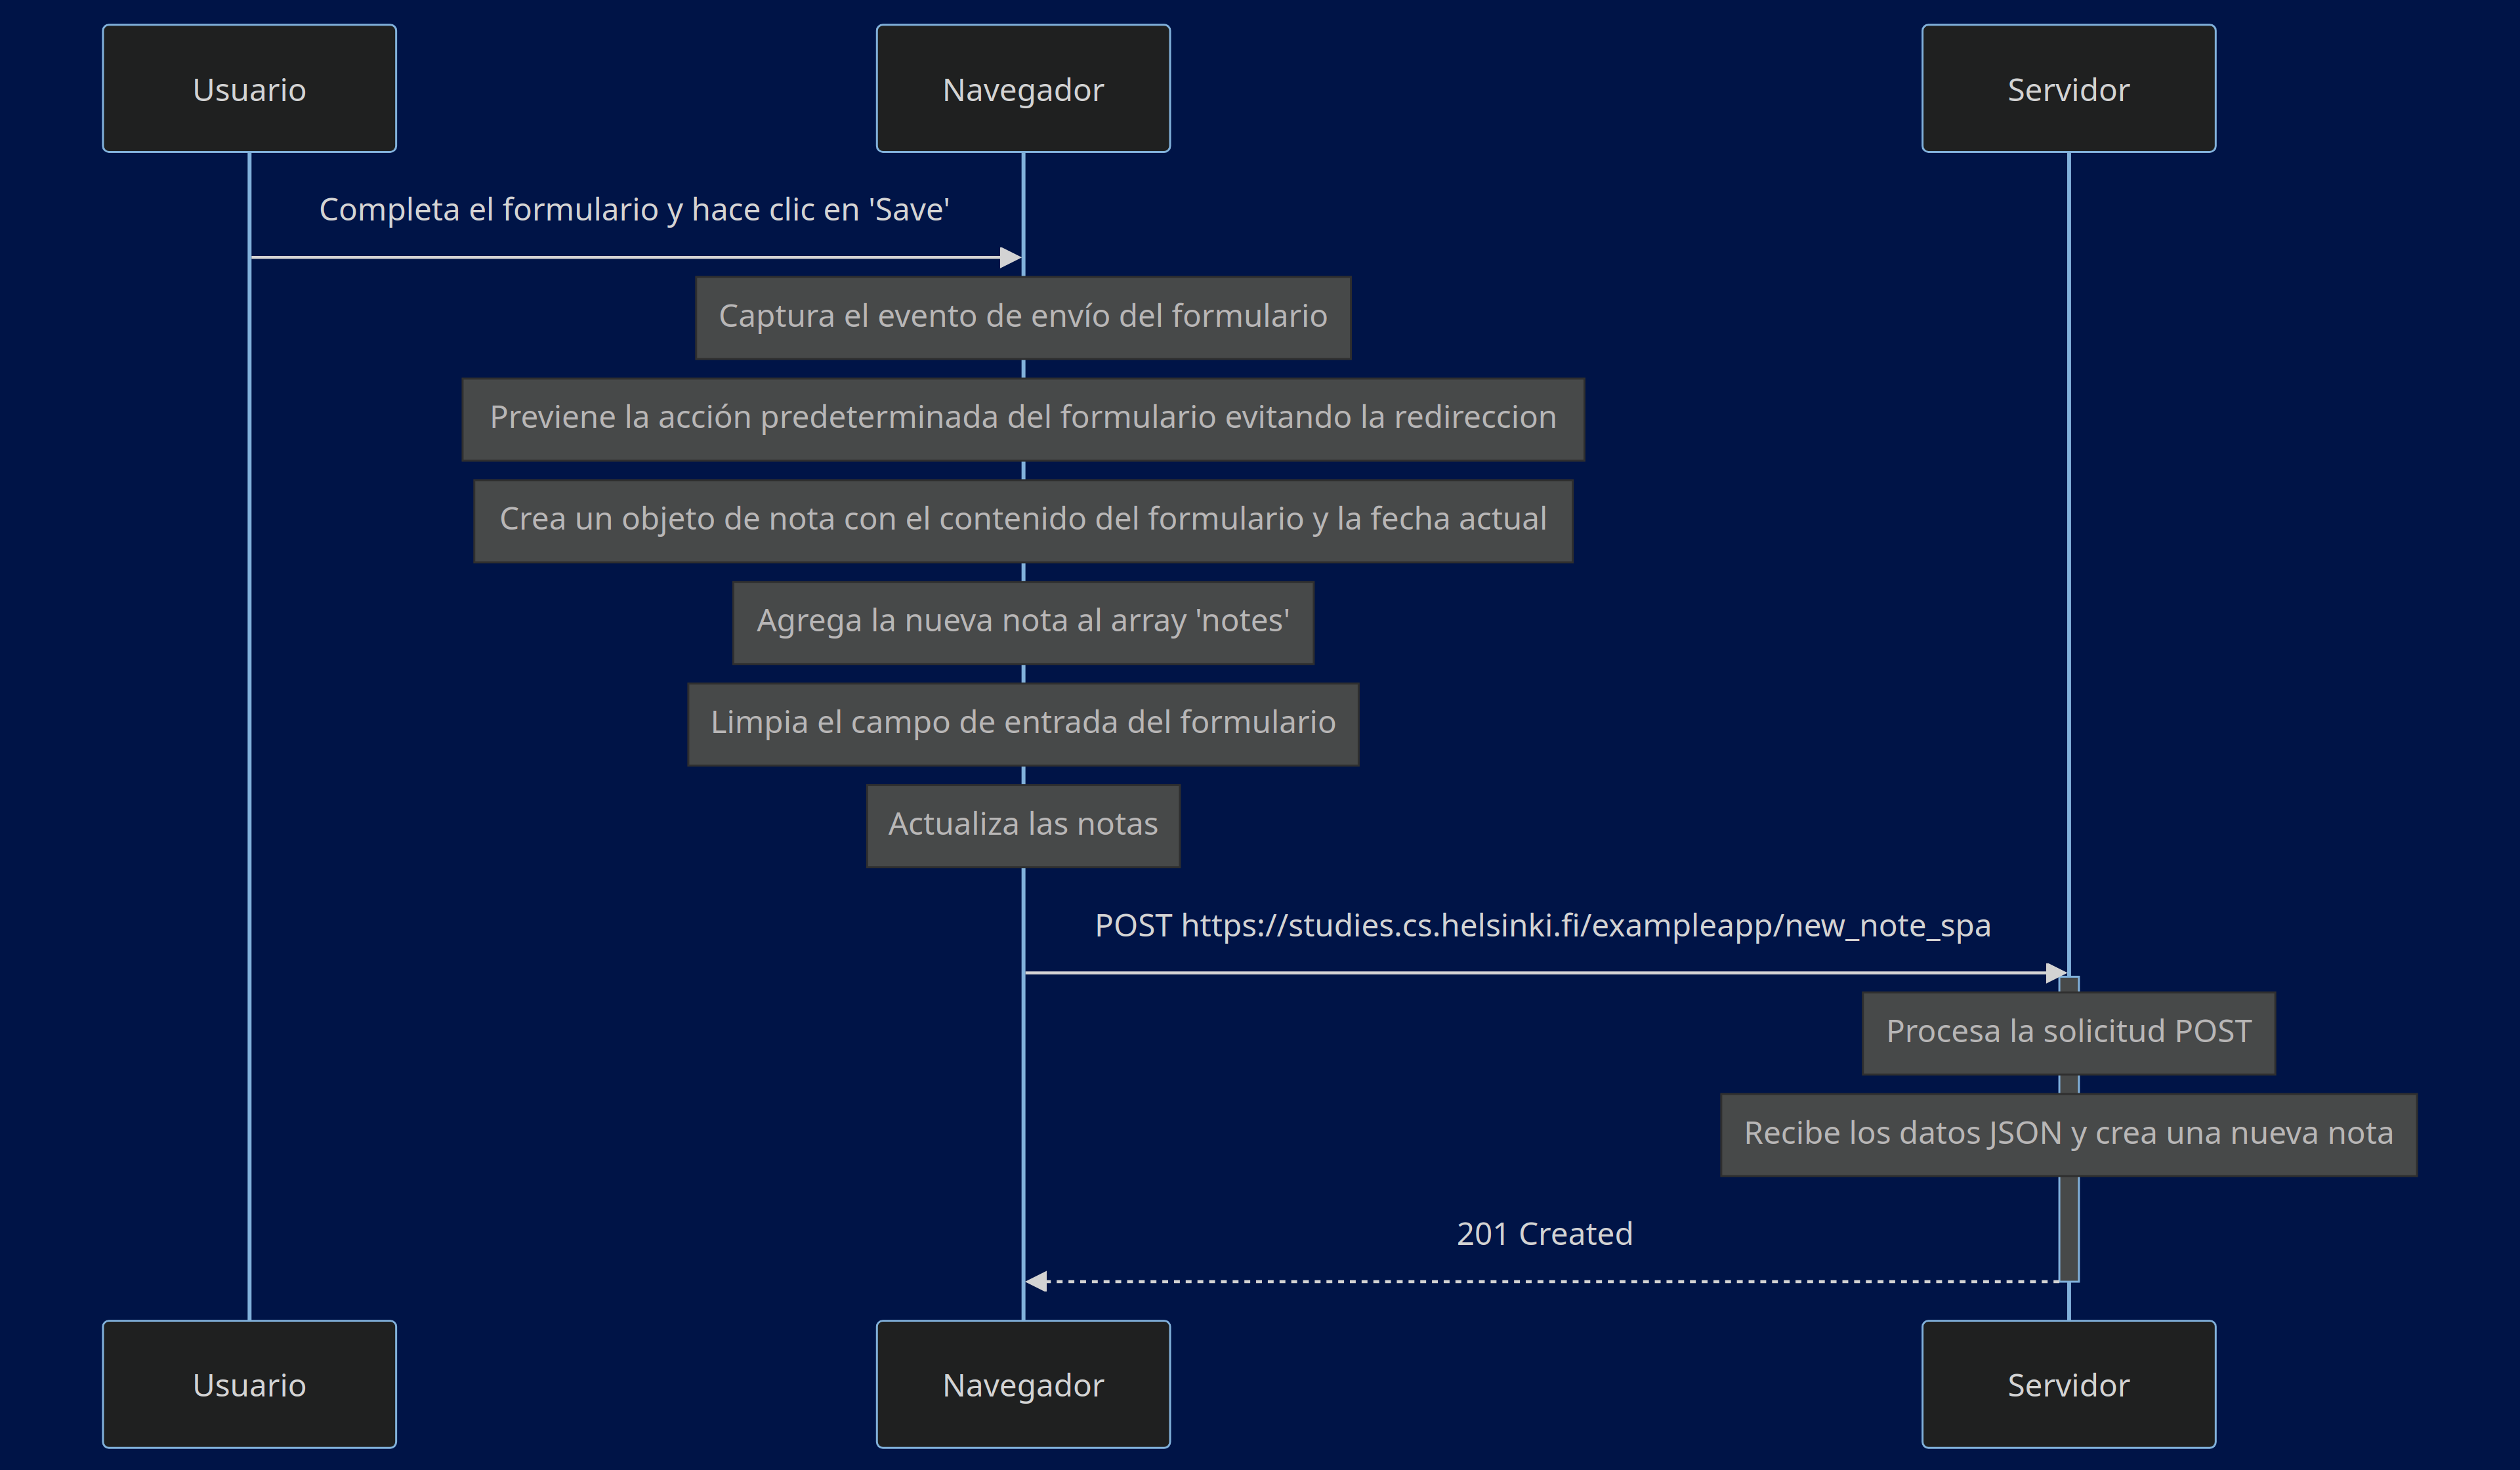 Usuario
Navegador
Servidor
Completa el formulario y hace clic en 'Save'
Captura el evento de envío del formulario
Previene la acción predeterminada del formulario evitando la redireccion
Crea un objeto de nota con el contenido del formulario y la fecha actual
Agrega la nueva nota al array 'notes'
Limpia el campo de entrada del formulario
Actualiza las notas
POST https://studies.cs.helsinki.fi/exampleapp/new_note_spa
Procesa la solicitud POST
Recibe los datos JSON y crea una nueva nota
201 Created
Usuario
Navegador
Servidor